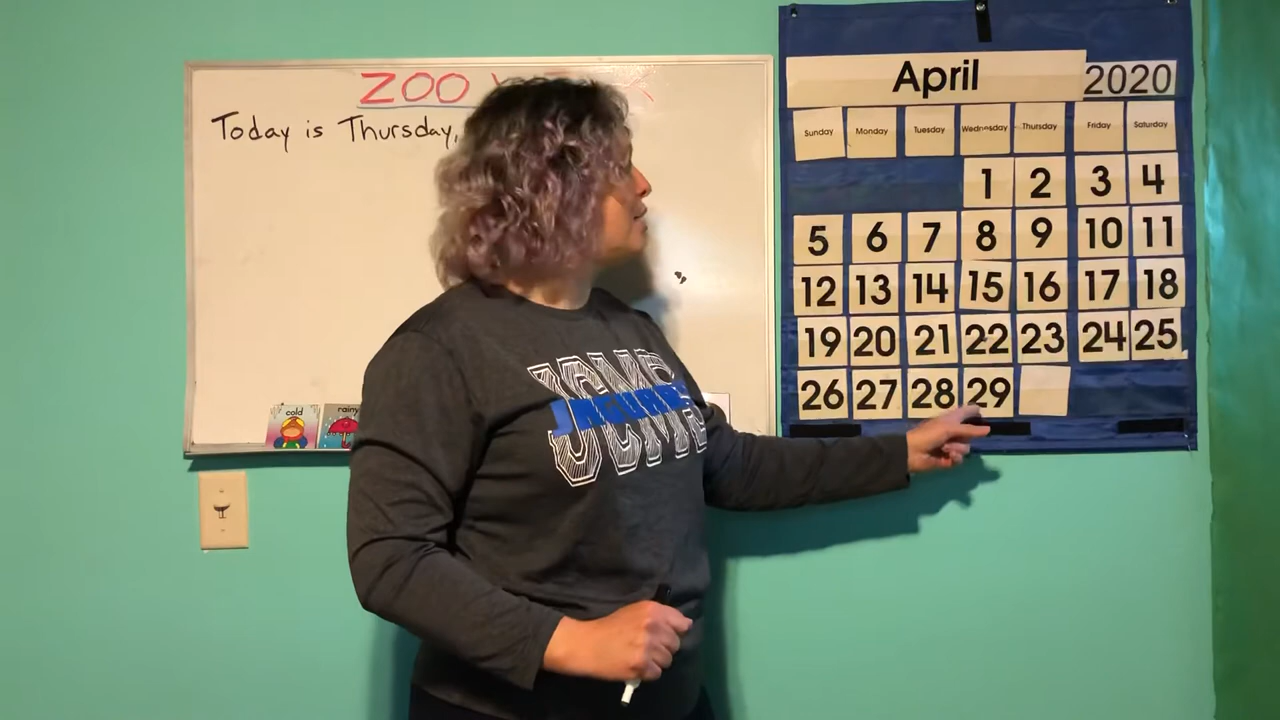 ZOO
Today is Thursday,
cold
rainy
April
2020
Sunday Monday Tuesday Wednesday Thursday Friday Saturday
1 2 3 4
5 6 7 8 9 10 11
12 13 14 15 16 17 18
19 20 21 22 23 24 25
26 27 28 29
JCMS
JAGUARS